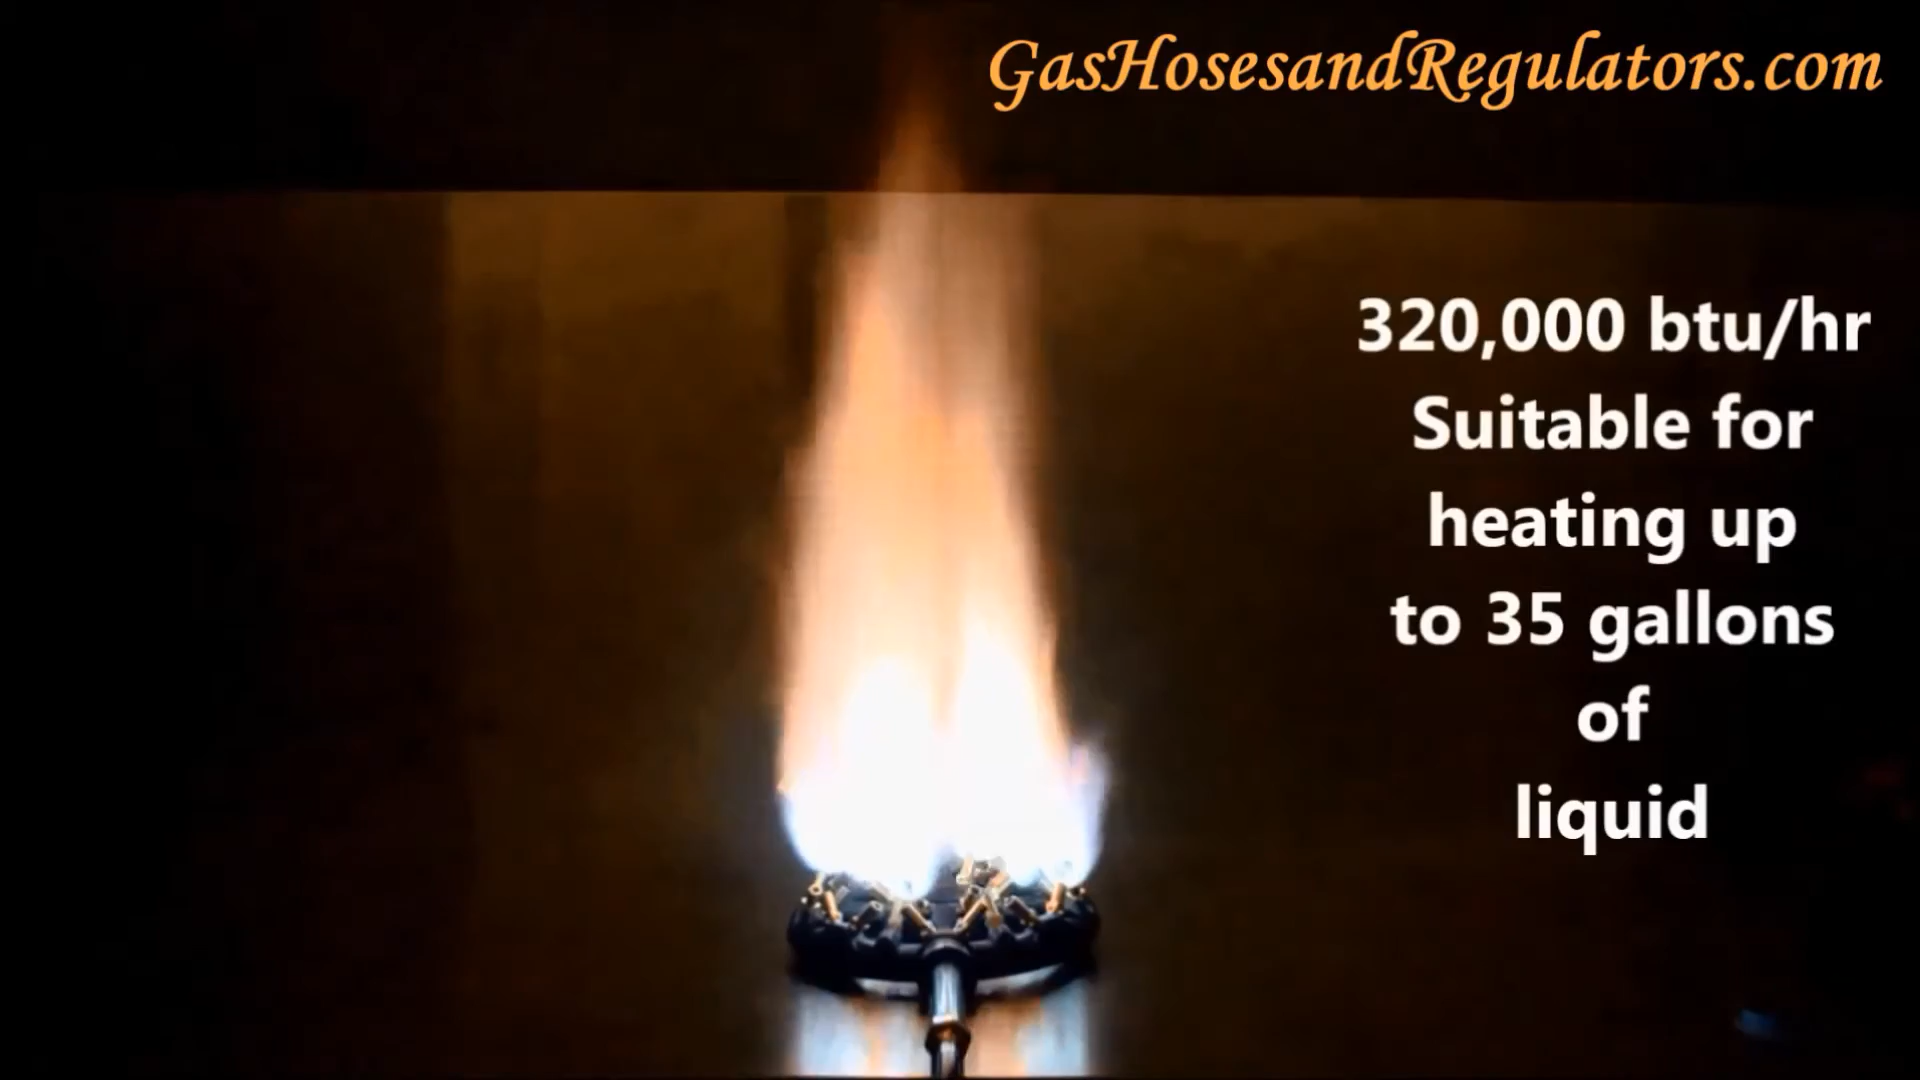 GasHosesandRegulators.com
320,000 btu/hr
Suitable for
heating up
to 35 gallons
of
liquid